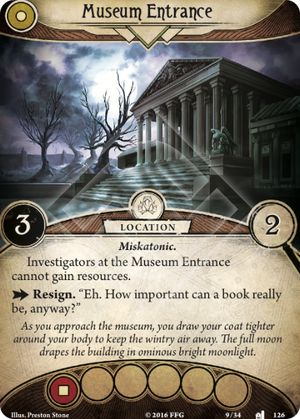 Museum Entrance
3
LOCATION
2
Miskatonic.
Investigators at the Museum Entrance
cannot gain resources.
Resign. "Eh. How important can a book really
be, anyway?"
As you approach the museum, you draw your coat tighter
around your body to keep the wintry air away. The full moon
drapes the building in ominous bright moonlight.
Illus. Preston Stone © 2016 FFG 9/34 126